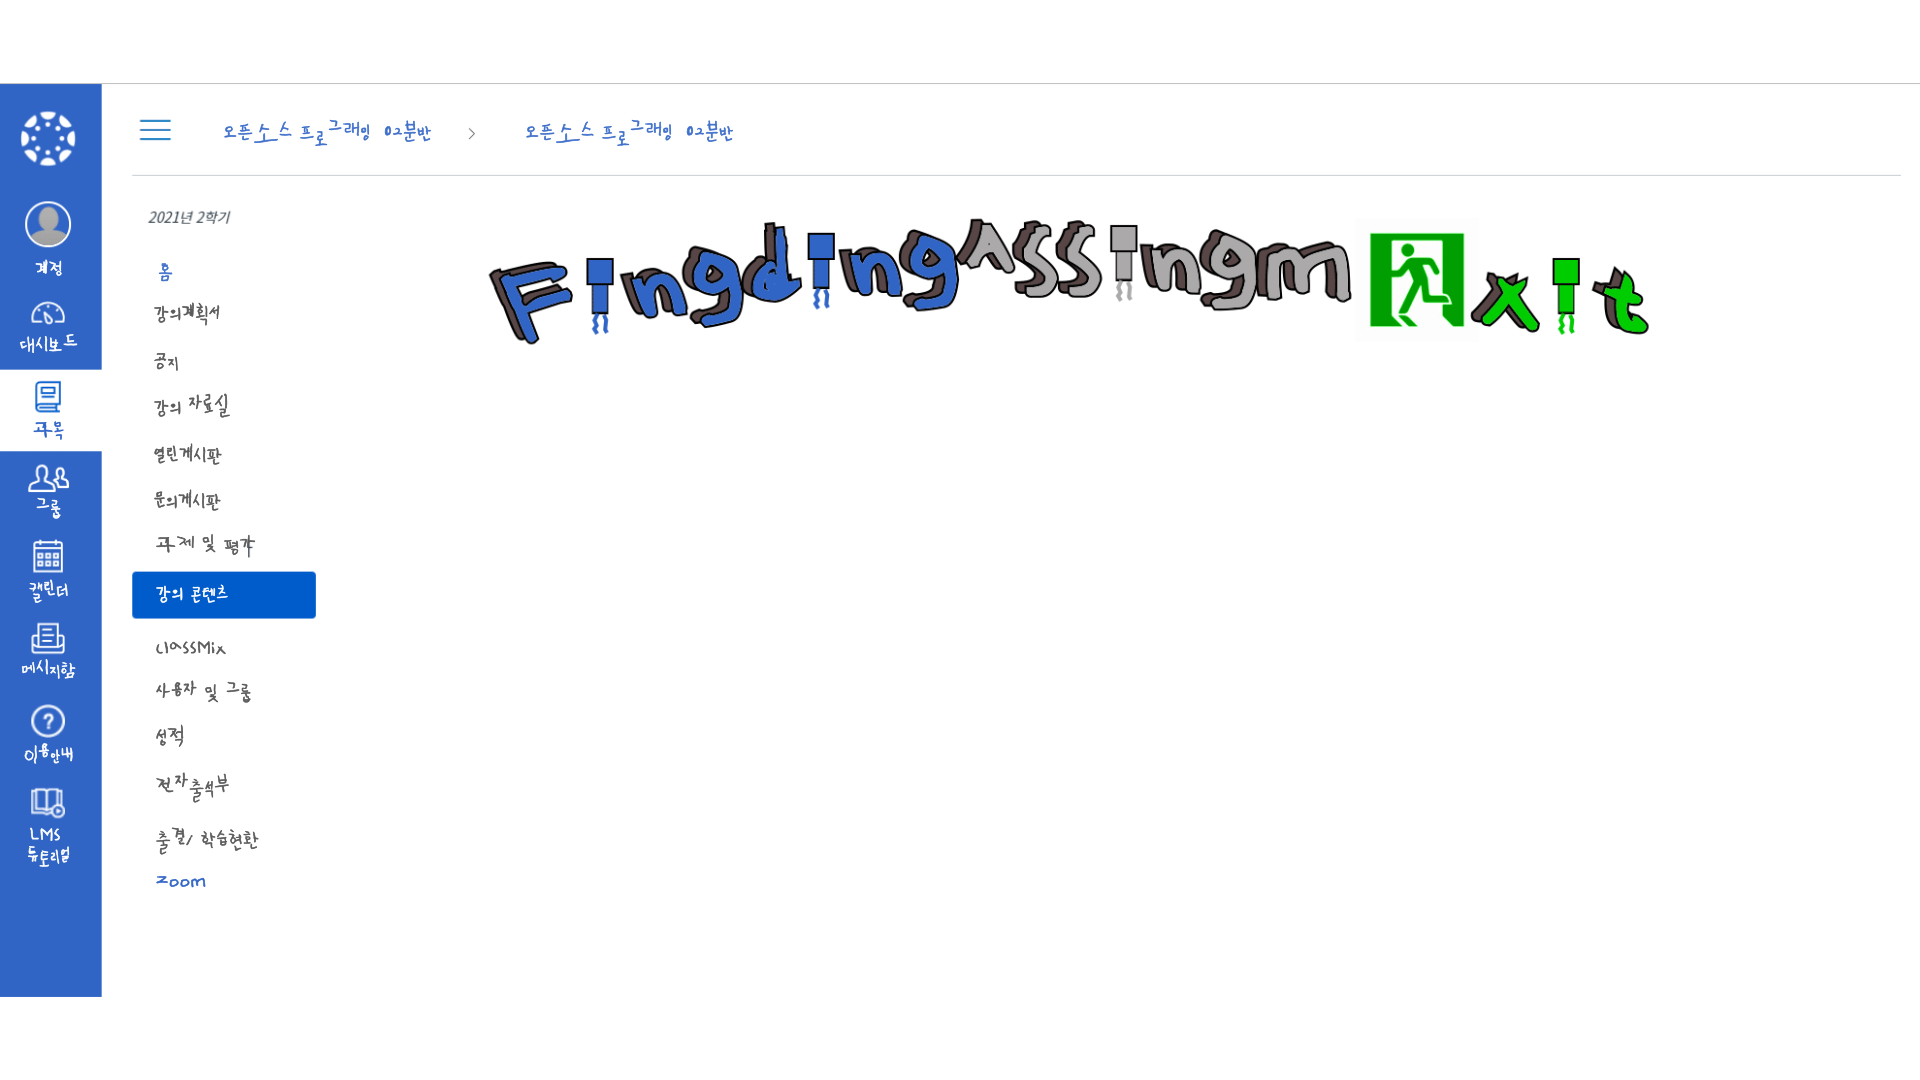 오픈소스 프로그래밍 02분반 > 오픈소스 프로그래밍 02분반
계정
대시보드
과목
그룹
캘린더
메시지함
이용안내
LMS
튜토리얼
2021년 2학기
홈
강의계획서
공지
강의 자료실
열린게시판
문의게시판
과제 및 평가
강의 콘텐츠
ClassMix
사용자 및 그룹
성적
전자출석부
출결/ 학습현황
zoom
FingdingAssingm xit